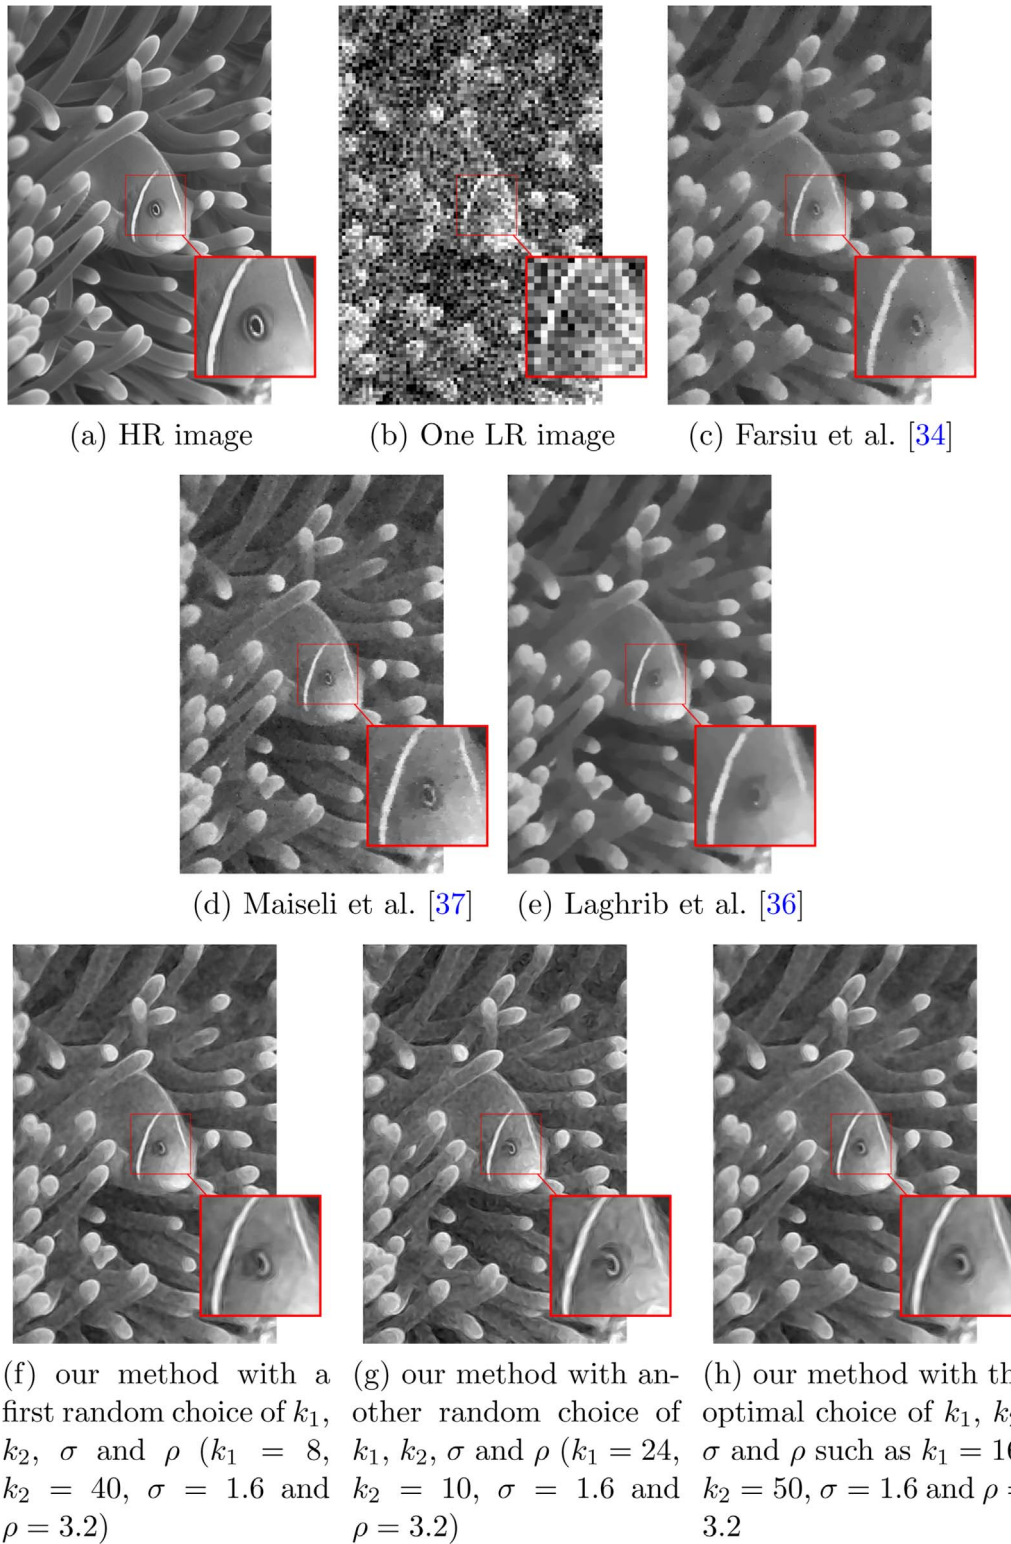 (a) HR image
(b) One LR image
(c) Farsiu et al. [34]
(d) Maiseli et al. [37]
(e) Laghrib et al. [36]
(f) our method with a
first random choice of k₁,
k₂, σ and ρ (k₁ = 8,
k₂ = 40, σ = 1.6 and
ρ = 3.2)
(g) our method with an-
other random choice of
k₁, k₂, σ and ρ (k₁ = 24,
k₂ = 10, σ = 1.6 and
ρ = 3.2)
(h) our method with
optimal choice of k₁,
σ and ρ such as k₁ =
k₂ = 50, σ = 1.6 and ρ =
3.2